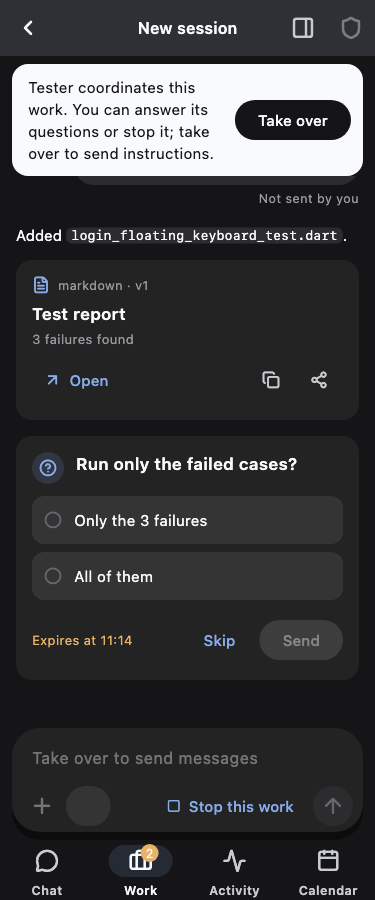 New session
Tester coordinates this
work. You can answer its
questions or stop it; take
over to send instructions.
Take over
Not sent by you
Added login_floating_keyboard_test.dart.
markdown · v1
Test report
3 failures found
Open
Run only the failed cases?
Only the 3 failures
All of them
Expires at 11:14
Skip
Send
Take over to send messages
Stop this work
2
Chat
Work
Activity
Calendar